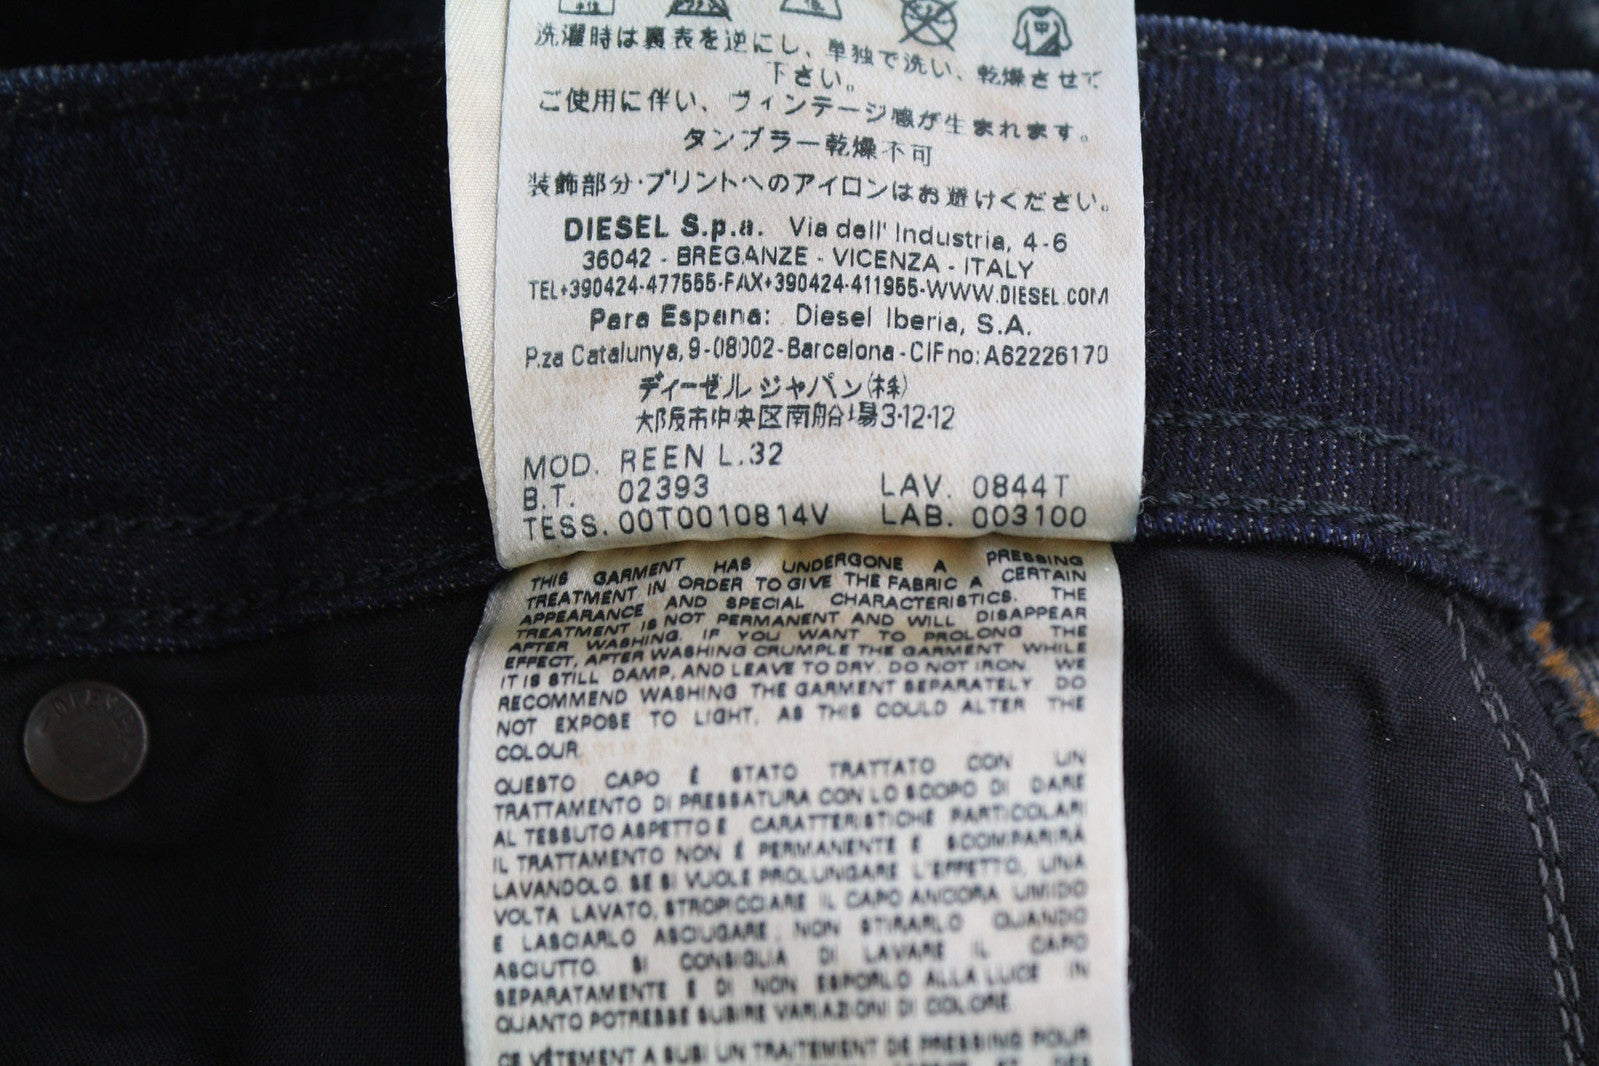 洗濯時は裏表を逆にし、単独で洗い、乾燥させて
下さい。
ご使用に伴い、ヴィンテージ感が生まれます。
タンブラー乾燥不可
装飾部分・プリントへのアイロンはお避けください。
DIESEL S.p.a. Via dell' Industria, 4-6
36042 - BREGANZE - VICENZA - ITALY
TEL+390424-477555-FAX+390424-411955-WWW.DIESEL.COM
Para Espana: Diesel Iberia, S.A.
P.za Catalunya, 9-08002-Barcelona-CIF no: A62226170
ディーゼル ジャパン(株)
大阪市中央区南船場3-12-12
MOD. REEN L.32
B.T. 02393 LAV. 0844T
TESS. 00T0010814V LAB. 003100
THIS GARMENT HAS UNDERGONE A PRESSING
TREATMENT IN ORDER TO GIVE THE FABRIC A CERTAIN
APPEARANCE AND SPECIAL CHARACTERISTICS. THE
TREATMENT IS NOT PERMANENT AND WILL DISAPPEAR
AFTER WASHING. IF YOU WANT TO PROLONG THE
EFFECT, AFTER WASHING CRUMPLE THE GARMENT WHILE
IT IS STILL DAMP, AND LEAVE TO DRY. DO NOT IRON. WE
RECOMMEND WASHING THE GARMENT SEPARATELY DO
NOT EXPOSE TO LIGHT, AS THIS COULD ALTER THE
COLOUR.
QUESTO CAPO È STATO TRATTATO CON UN
TRATTAMENTO DI PRESSATURA CON LO SCOPO DI DARE
AL TESSUTO ASPETTO E CARATTERISTICHE PARTICOLARI
IL TRATTAMENTO NON È PERMANENTE E SCOMPARIRÀ
LAVANDOLO. SE SI VUOLE PROLUNGARE L'EFFETTO, UNA
VOLTA LAVATO, STROPICCIARE IL CAPO ANCORA UMIDO
E LASCIARLO ASCIUGARE. NON STIRARLO QUANDO
ASCIUTTO. SI CONSIGLIA DI LAVARE IL CAPO
SEPARATAMENTE E DI NON ESPORLO ALLA LUCE IN
QUANTO POTREBBE SUBIRE VARIAZIONI DI COLORE.
CE VÊTEMENT A SUBI UN TRAITEMENT DE PRESSING POUR